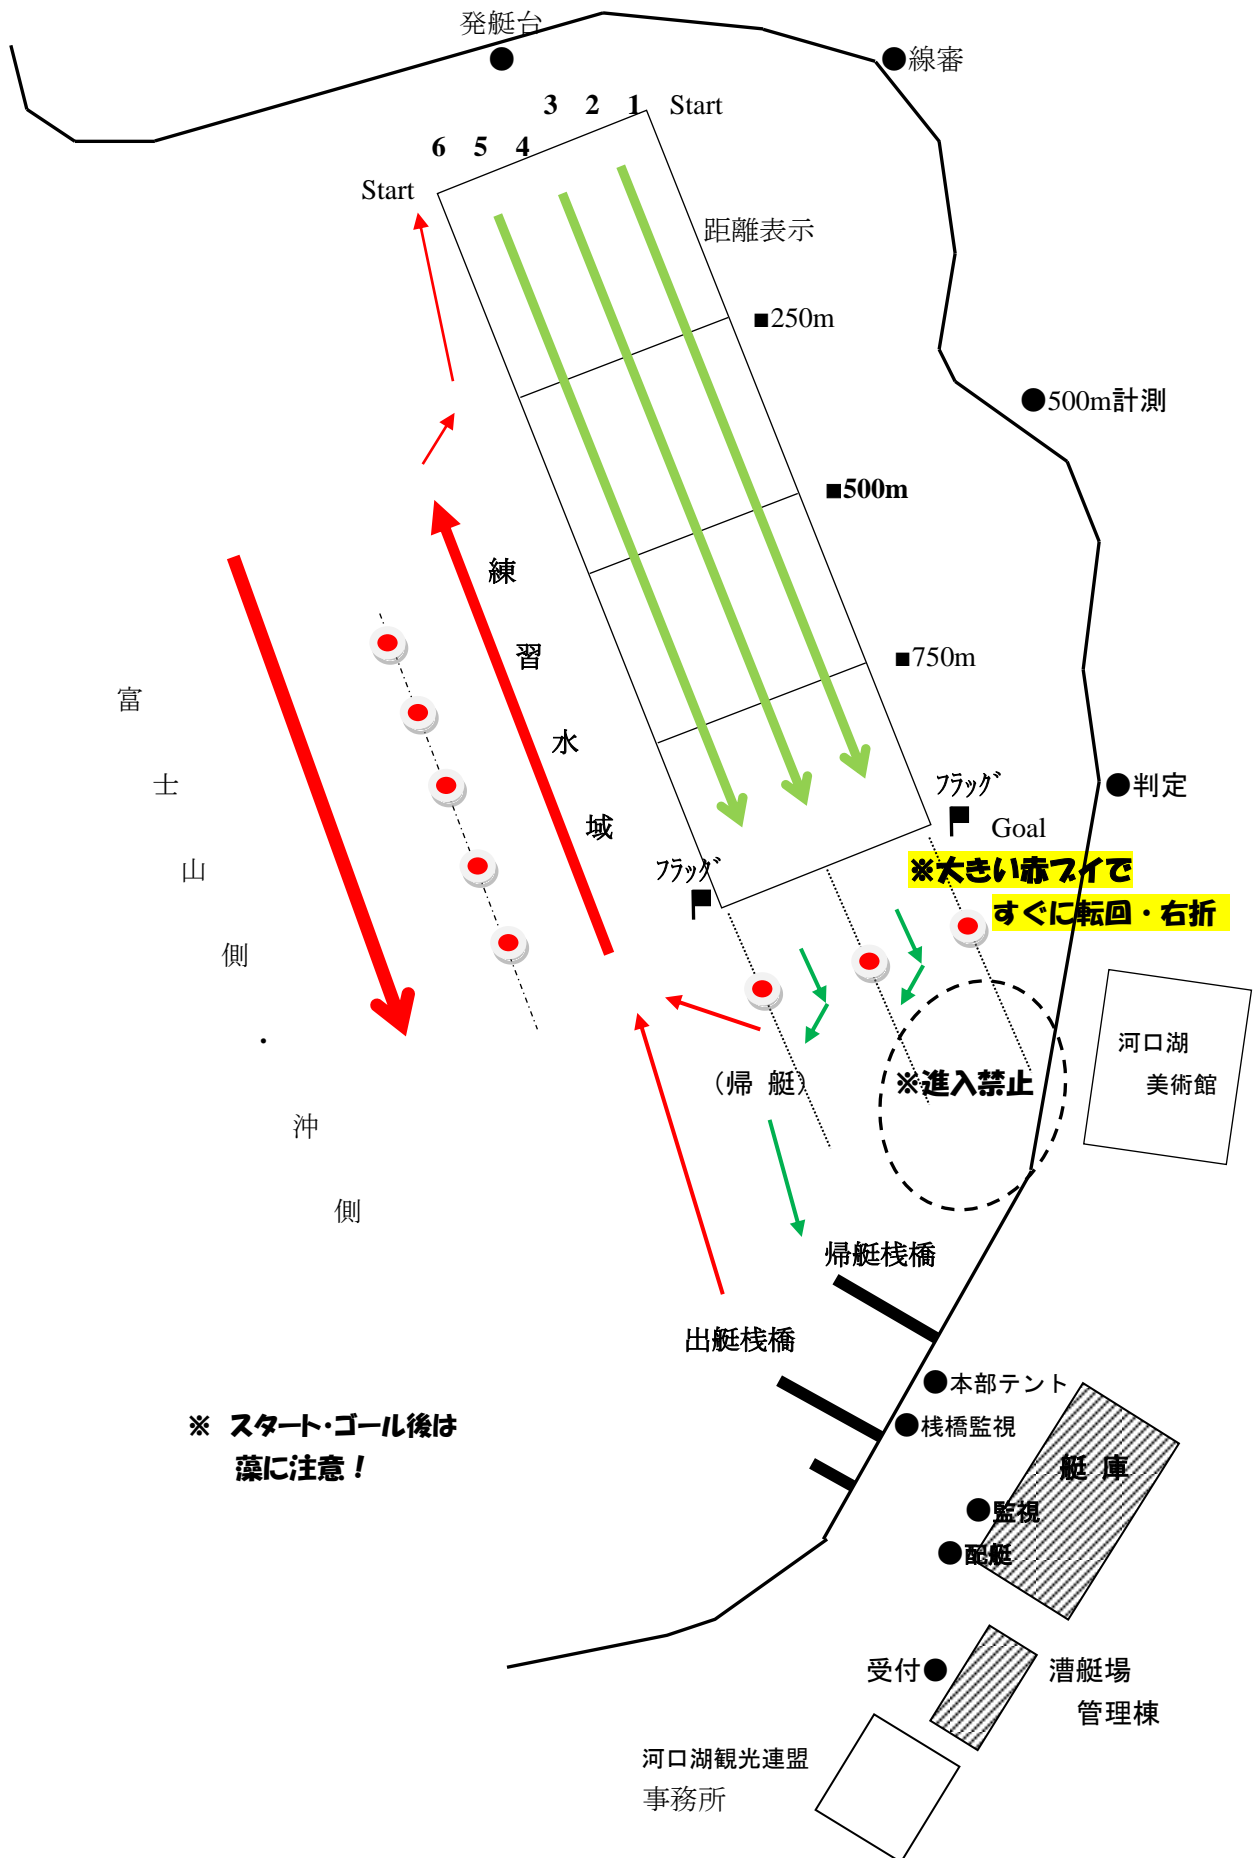 発艇台
●線審
3 2 1 Start
6 5 4
Start
距離表示
■250m
●500m計測
■500m
練
習
水
域
■750m
富
士
山
側
・
沖
側
ﾌﾗｯｸﾞ
●判定
Goal
ﾌﾗｯｸﾞ
※大きい赤ブイで
すぐに転回・右折
河口湖
美術館
（帰 艇）
※進入禁止
帰艇桟橋
出艇桟橋
●本部テント
●桟橋監視
※ スタート・ゴール後は
藻に注意！
艇 庫
●監視
●配艇
受付●
漕艇場
管理棟
河口湖観光連盟
事務所